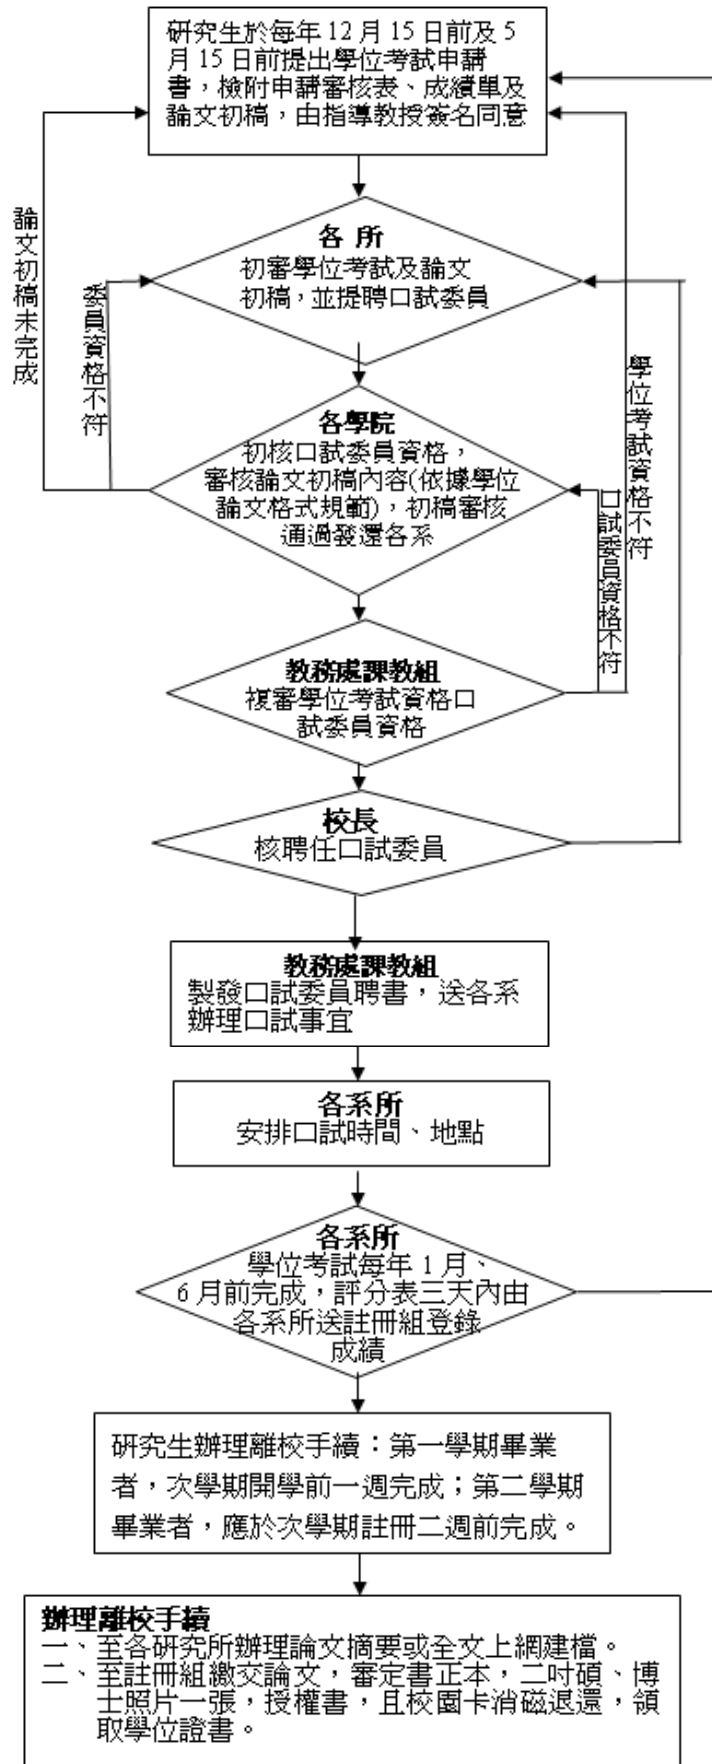 研究生於每年 12 月 15 日前及 5
月 15 日前提出學位考試申請
書，檢附申請審核表、成績單及
論文初稿，由指導教授簽名同意
各 所
初審學位考試及論文
初稿，並提聘口試委員
論文初稿未完成
委員資格不符
各學院
初核口試委員資格，
審核論文初稿內容(依據學位
論文格式規範)，初稿審核
通過發還各系
學位考試資格不符
口試委員資格不符
教務處課教組
複審學位考試資格口
試委員資格
校長
核聘任口試委員
教務處課教組
製發口試委員聘書，送各系
辦理口試事宜
各系所
安排口試時間、地點
各系所
學位考試每年 1 月、
6 月前完成，評分表三天內由
各系所送註冊組登錄
成績
研究生辦理離校手續：第一學期畢業
者，次學期開學前一週完成；第二學期
畢業者，應於次學期註冊二週前完成。
辦理離校手續
一、至各研究所辦理論文摘要或全文上網建檔。
二、至註冊組繳交論文，審定書正本，二吋碩、博
士照片一張，授權書，且校園卡消磁退還，領
取學位證書。